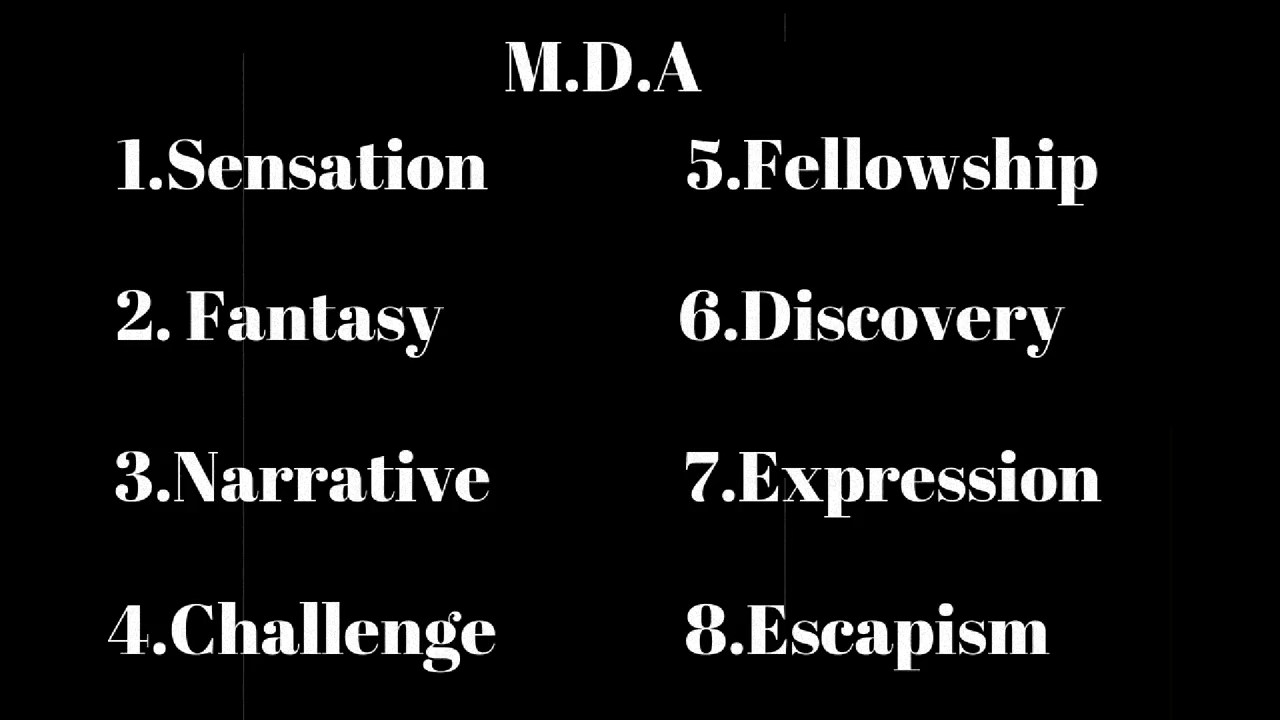 M.D.A
1.Sensation
2. Fantasy
3.Narrative
4.Challenge
5.Fellowship
6.Discovery
7.Expression
8.Escapism